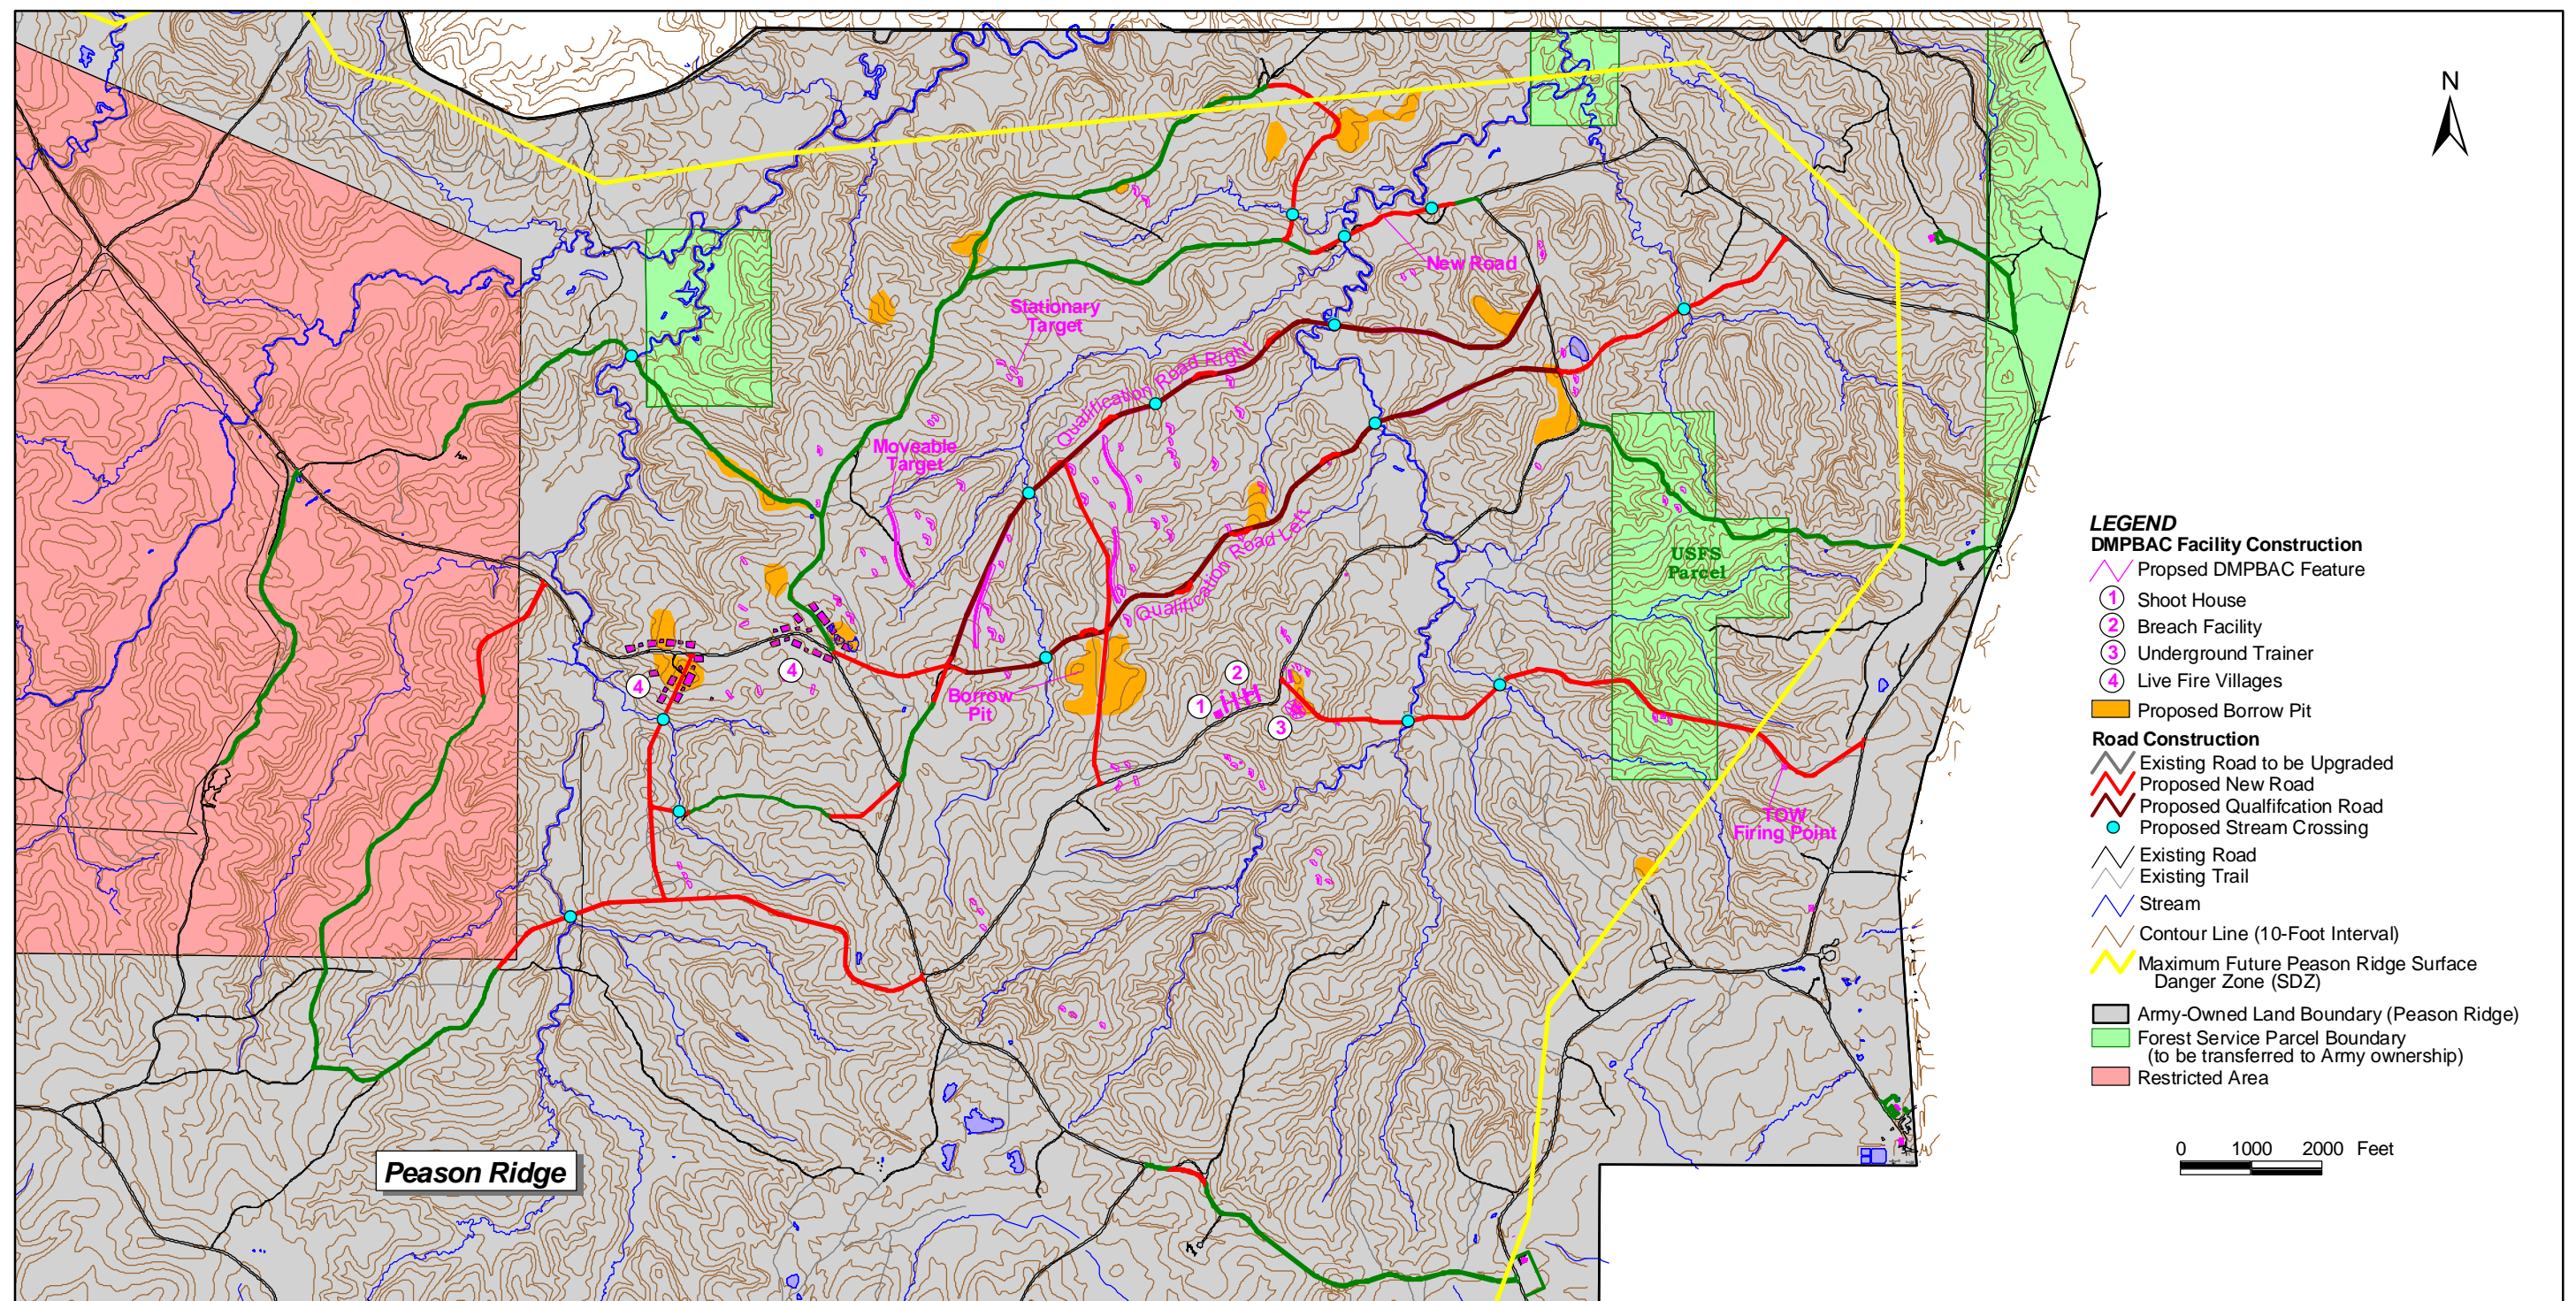 N
New Road
Stationary
Target
Qualification Road Right
Moveable
Target
Qualification Road Left
USFS
Parcel
4
4
Borrow
Pit
2
1
3
TOW
Firing Point
Peason Ridge
LEGEND
DMPBAC Facility Construction
Propsed DMPBAC Feature
1 Shoot House
2 Breach Facility
3 Underground Trainer
4 Live Fire Villages
Proposed Borrow Pit
Road Construction
Existing Road to be Upgraded
Proposed New Road
Proposed Qualfifcation Road
Proposed Stream Crossing
Existing Road
Existing Trail
Stream
Contour Line (10-Foot Interval)
Maximum Future Peason Ridge Surface
Danger Zone (SDZ)
Army-Owned Land Boundary (Peason Ridge)
Forest Service Parcel Boundary
(to be transferred to Army ownership)
Restricted Area
0 1000 2000 Feet